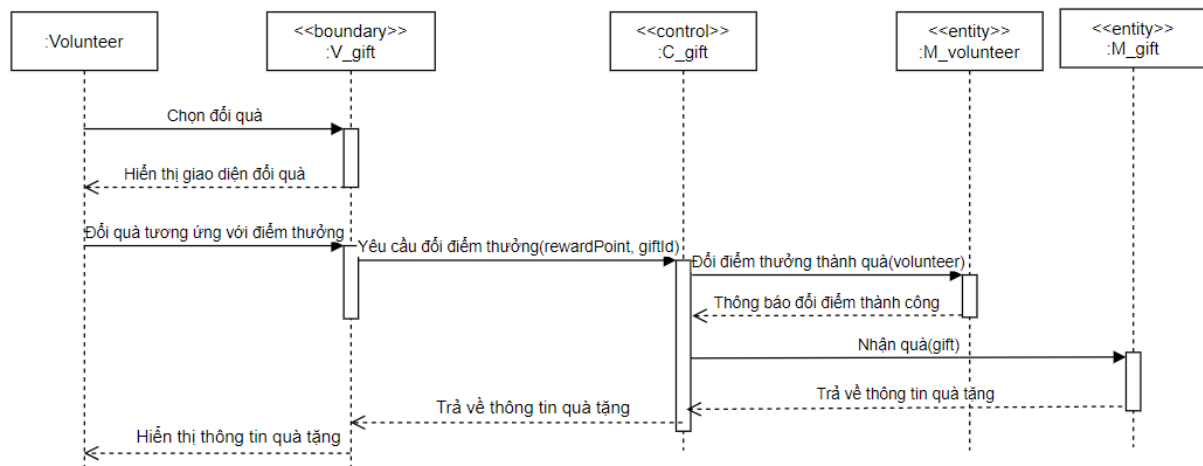 :Volunteer
<<boundary>>
:V_gift
<<control>>
:C_gift
<<entity>>
:M_volunteer
<<entity>>
:M_gift
Chọn đổi quà
Hiển thị giao diện đổi quà
Đổi quà tương ứng với điểm thưởng
Yêu cầu đổi điểm thưởng(rewardPoint, giftId)
Đổi điểm thưởng thành quà(volunteer)
Thông báo đổi điểm thành công
Nhận quà(gift)
Trả về thông tin quà tặng
Trả về thông tin quà tặng
Hiển thị thông tin quà tặng